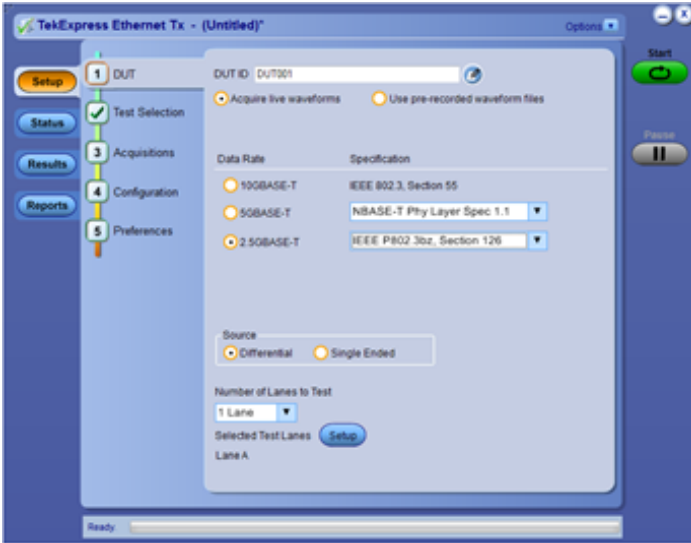 TekExpress Ethernet Tx - (Untitled)*
Options
Start
Setup
1 DUT
DUT ID DUT001
Acquire live waveforms
Use pre-recorded waveform files
Status
Test Selection
Pause
Results
3 Acquisitions
Data Rate
Specification
Reports
4 Configuration
10GBASE-T
IEEE 802.3, Section 55
5GBASE-T
NBASE-T Phy Layer Spec 1.1
5 Preferences
2.5GBASE-T
IEEE P802.3bz, Section 126
Source
Differential
Single Ended
Number of Lanes to Test
1 Lane
Selected Test Lanes
Setup
Lane A
Ready